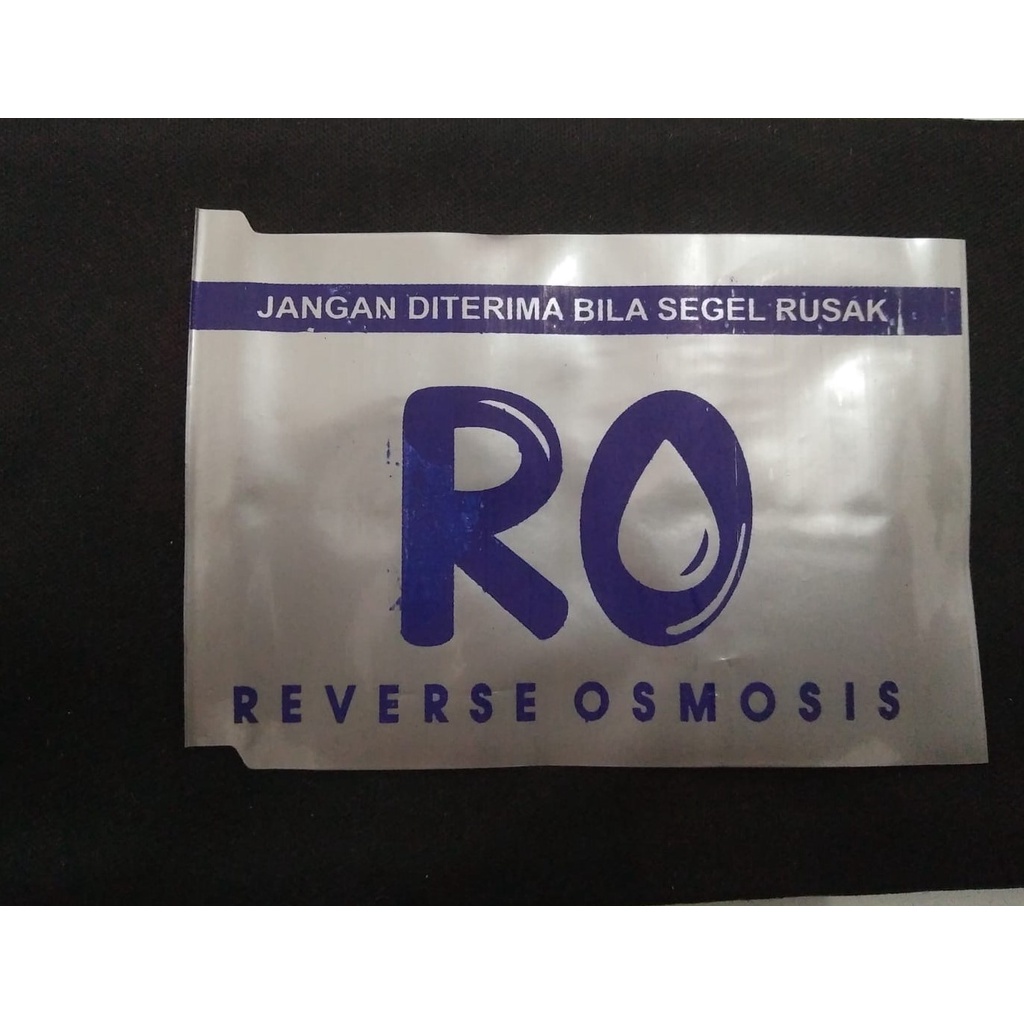 JANGAN DITERIMA BILA SEGEL RUSAK
RO
REVERSE OSMOSIS